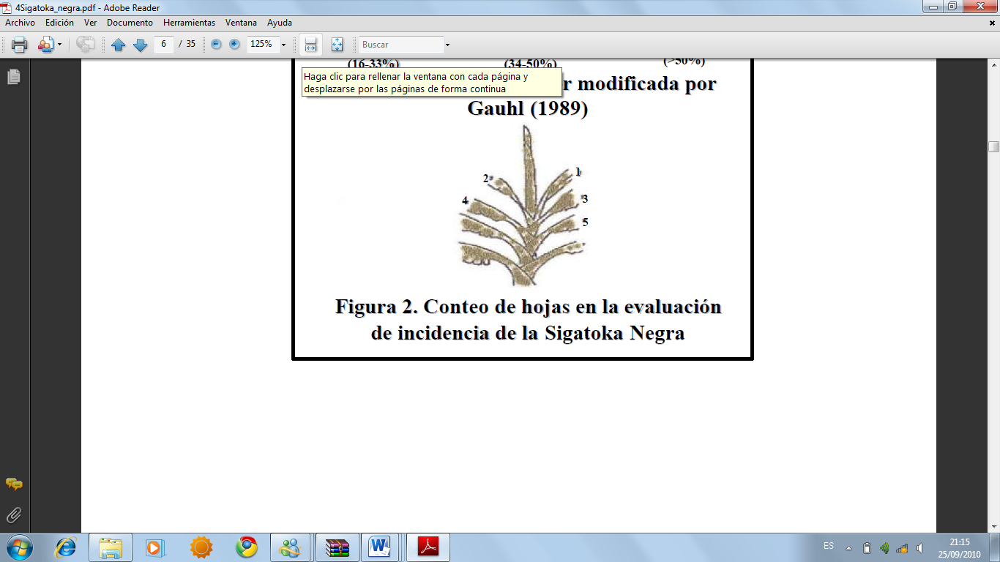 4Sigatoka_negra.pdf - Adobe Reader
Archivo Edición Ver Documento Herramientas Ventana Ayuda
6 / 35 125% Buscar
(16-33%) (34-50%) (>50%)
Haga clic para rellenar la ventana con cada página y
desplazarse por las páginas de forma continua
r modificada por
Gauhl (1989)
1
2
3
4
5
Figura 2. Conteo de hojas en la evaluación
de incidencia de la Sigatoka Negra
ES
21:15
25/09/2010